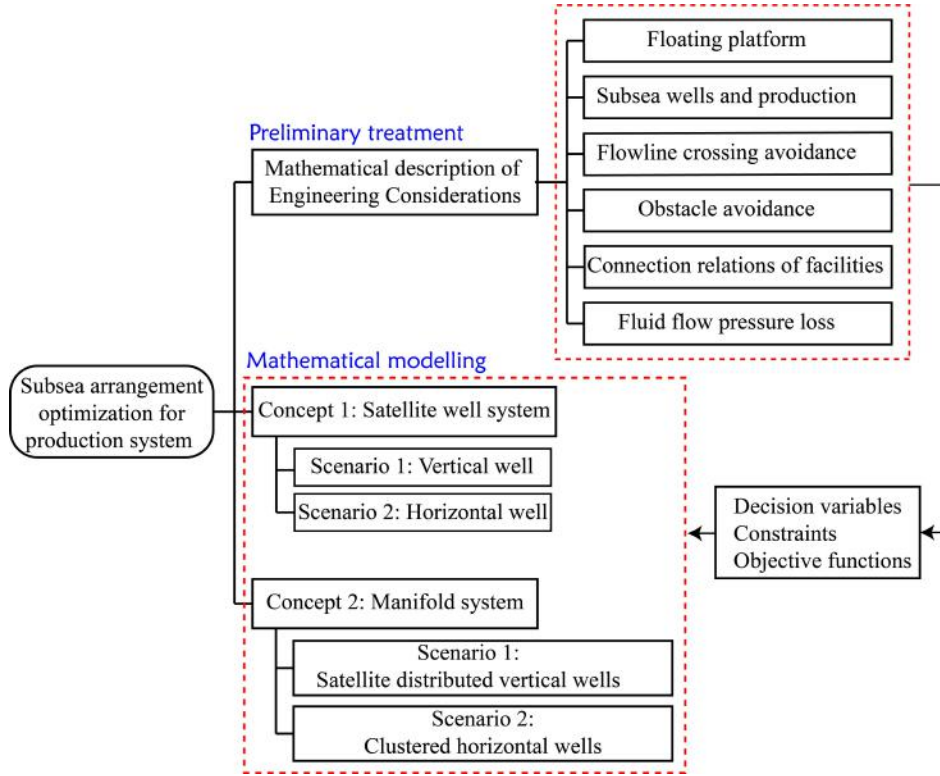 Floating platform
Subsea wells and production
Preliminary treatment
Mathematical description of
Engineering Considerations
Flowline crossing avoidance
Obstacle avoidance
Connection relations of facilities
Fluid flow pressure loss
Mathematical modelling
Subsea arrangement
optimization for
production system
Concept 1: Satellite well system
Scenario 1: Vertical well
Scenario 2: Horizontal well
Decision variables
Constraints
Objective functions
Concept 2: Manifold system
Scenario 1:
Satellite distributed vertical wells
Scenario 2:
Clustered horizontal wells